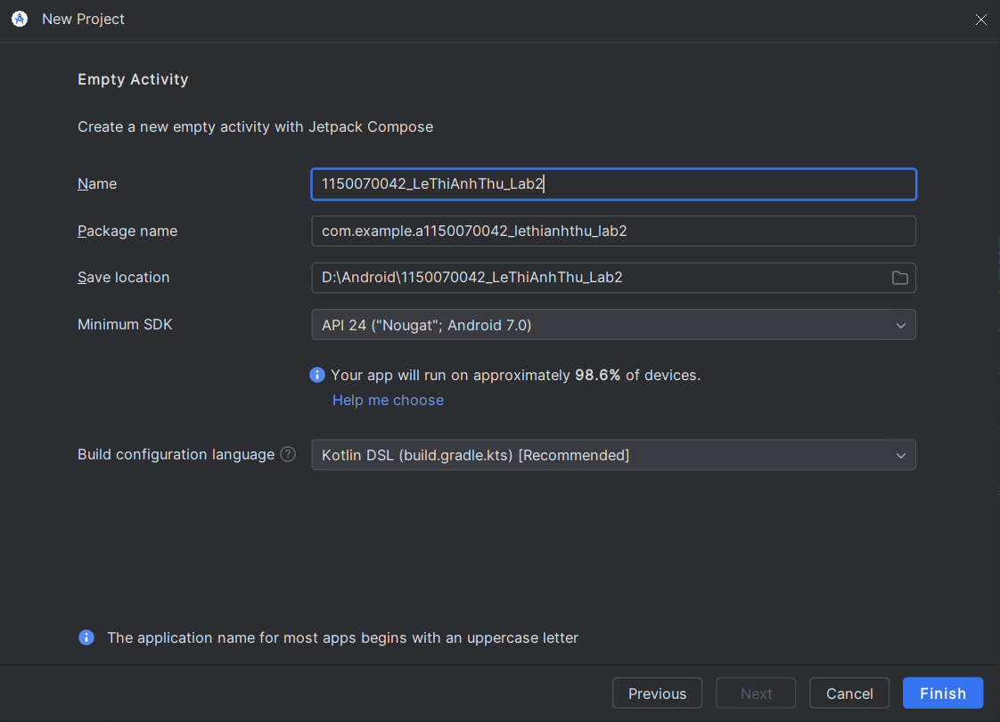 New Project
Empty Activity
Create a new empty activity with Jetpack Compose
Name 1150070042_LeThiAnhThu_Lab2
Package name com.example.a1150070042_lethianhthu_lab2
Save location D:\Android\1150070042_LeThiAnhThu_Lab2
Minimum SDK API 24 ("Nougat"; Android 7.0)
Your app will run on approximately 98.6% of devices.
Help me choose
Build configuration language ? Kotlin DSL (build.gradle.kts) [Recommended]
The application name for most apps begins with an uppercase letter
Previous Next Cancel Finish